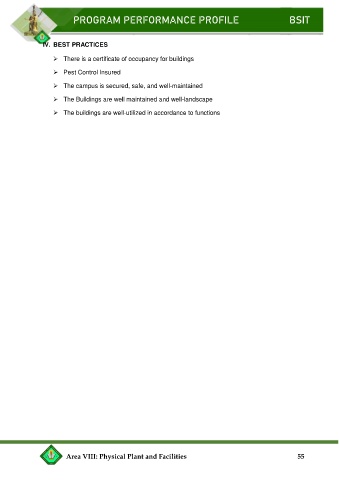 PROGRAM PERFORMANCE PROFILE BSIT
IV. BEST PRACTICES
➢ There is a certificate of occupancy for buildings
➢ Pest Control Insured
➢ The campus is secured, safe, and well-maintained
➢ The Buildings are well maintained and well-landscape
➢ The buildings are well-utilized in accordance to functions
Area VIII: Physical Plant and Facilities 55